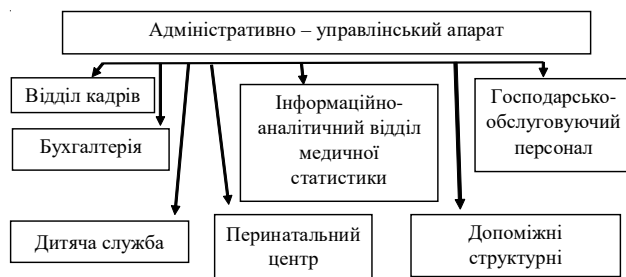 Адміністративно – управлінський апарат
Відділ кадрів
Бухгалтерія
Інформаційно-
аналітичний відділ
медичної
статистики
Господарсько-
обслуговуючий
персонал
Дитяча служба
Перинатальний
центр
Допоміжні
структурні